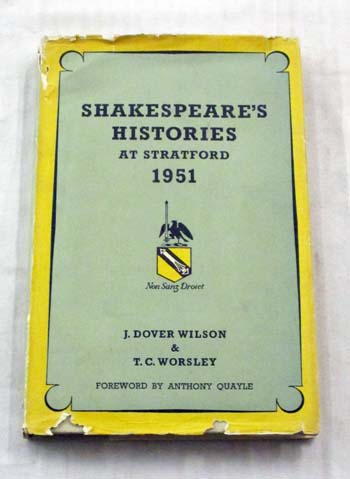 SHAKESPEARE'S
HISTORIES
AT STRATFORD
1951
Non Sanz Droict
J. DOVER WILSON
&
T. C. WORSLEY
FOREWORD BY ANTHONY QUAYLE